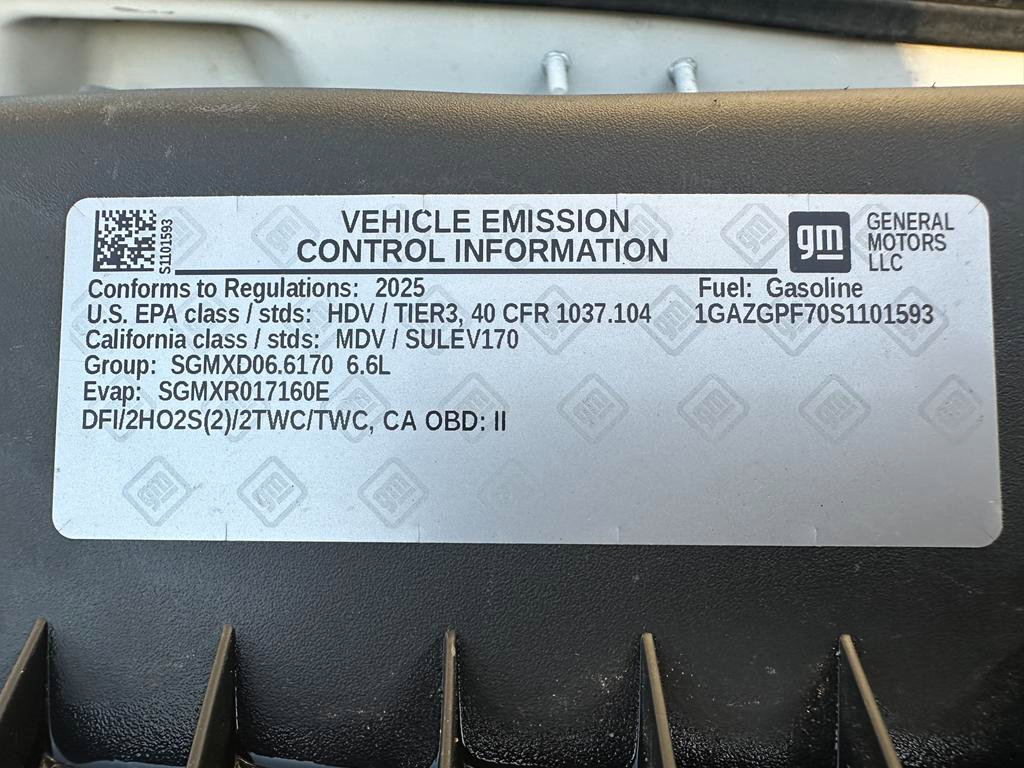 VEHICLE EMISSION
CONTROL INFORMATION
S1101593
gm
GENERAL
MOTORS
LLC
Conforms to Regulations: 2025
Fuel: Gasoline
U.S. EPA class / stds: HDV / TIER3, 40 CFR 1037.104
1GAZGPF70S1101593
California class / stds: MDV / SULEV170
Group: SGMXD06.6170 6.6L
Evap: SGMXR017160E
DFI/2HO2S(2)/2TWC/TWC, CA OBD: II